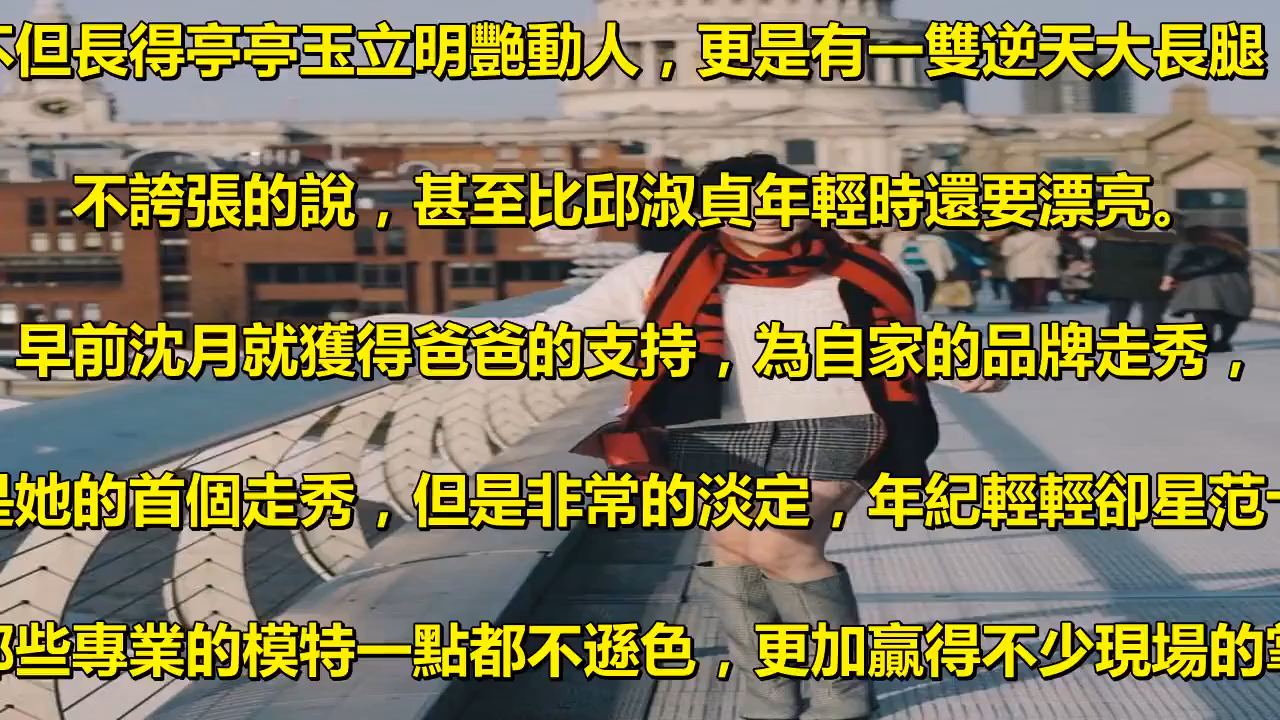 不但長得亭亭玉立明艷動人，更是有一雙逆天大長腿
不誇張的說，甚至比邱淑貞年輕時還要漂亮。
早前沈月就獲得爸爸的支持，為自家的品牌走秀，
是她的首個走秀，但是非常的淡定，年紀輕輕卻星范十
那些專業的模特一點都不遜色，更加贏得不少現場的掌